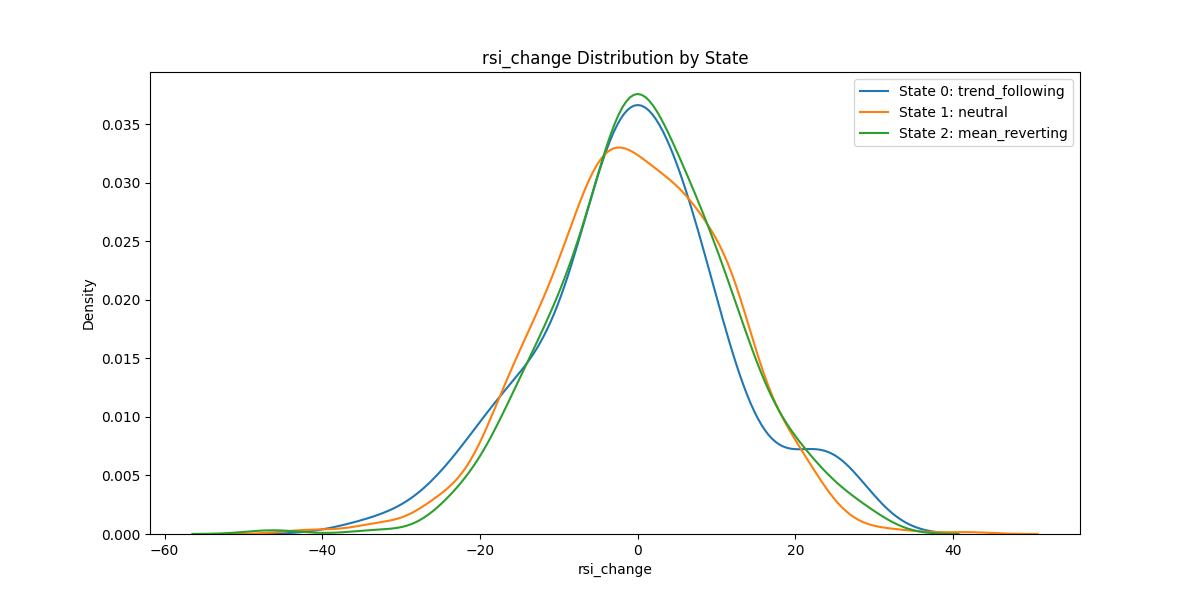 rsi_change Distribution by State
State 0: trend_following
State 1: neutral
State 2: mean_reverting
Density
0.035
0.030
0.025
0.020
0.015
0.010
0.005
0.000
−60
−40
−20
0
20
40
rsi_change